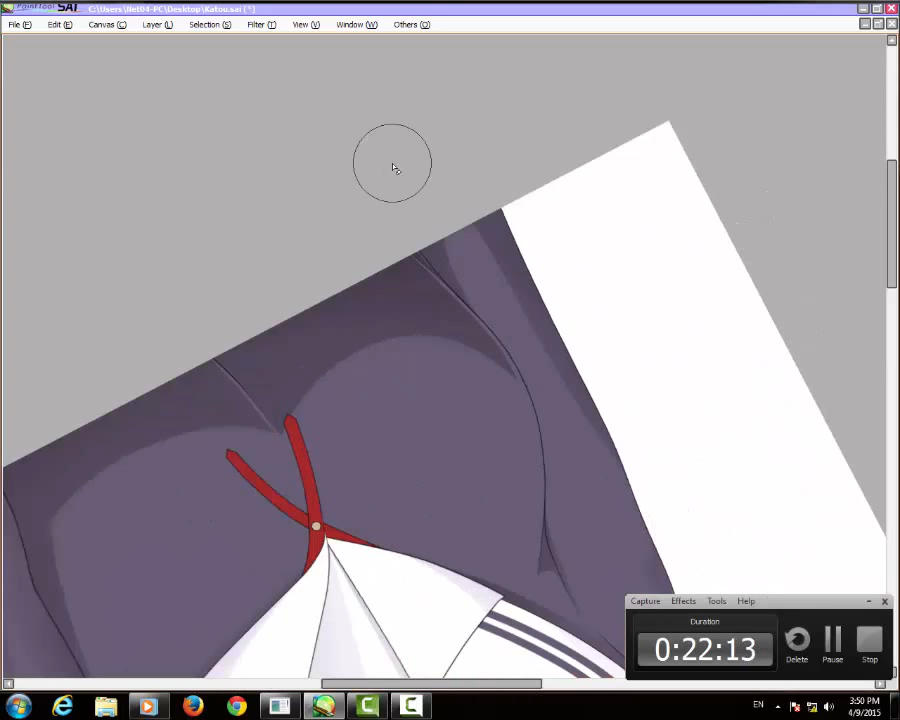 PaintTool SAI C:\Users\Net04-PC\Desktop\Katou.sai (*)
File (F) Edit (E) Canvas (C) Layer (L) Selection (S) Filter (T) View (V) Window (W) Others (O)
Capture Effects Tools Help
Duration
0:22:13
Delete Pause Stop
EN
3:50 PM
4/9/2015